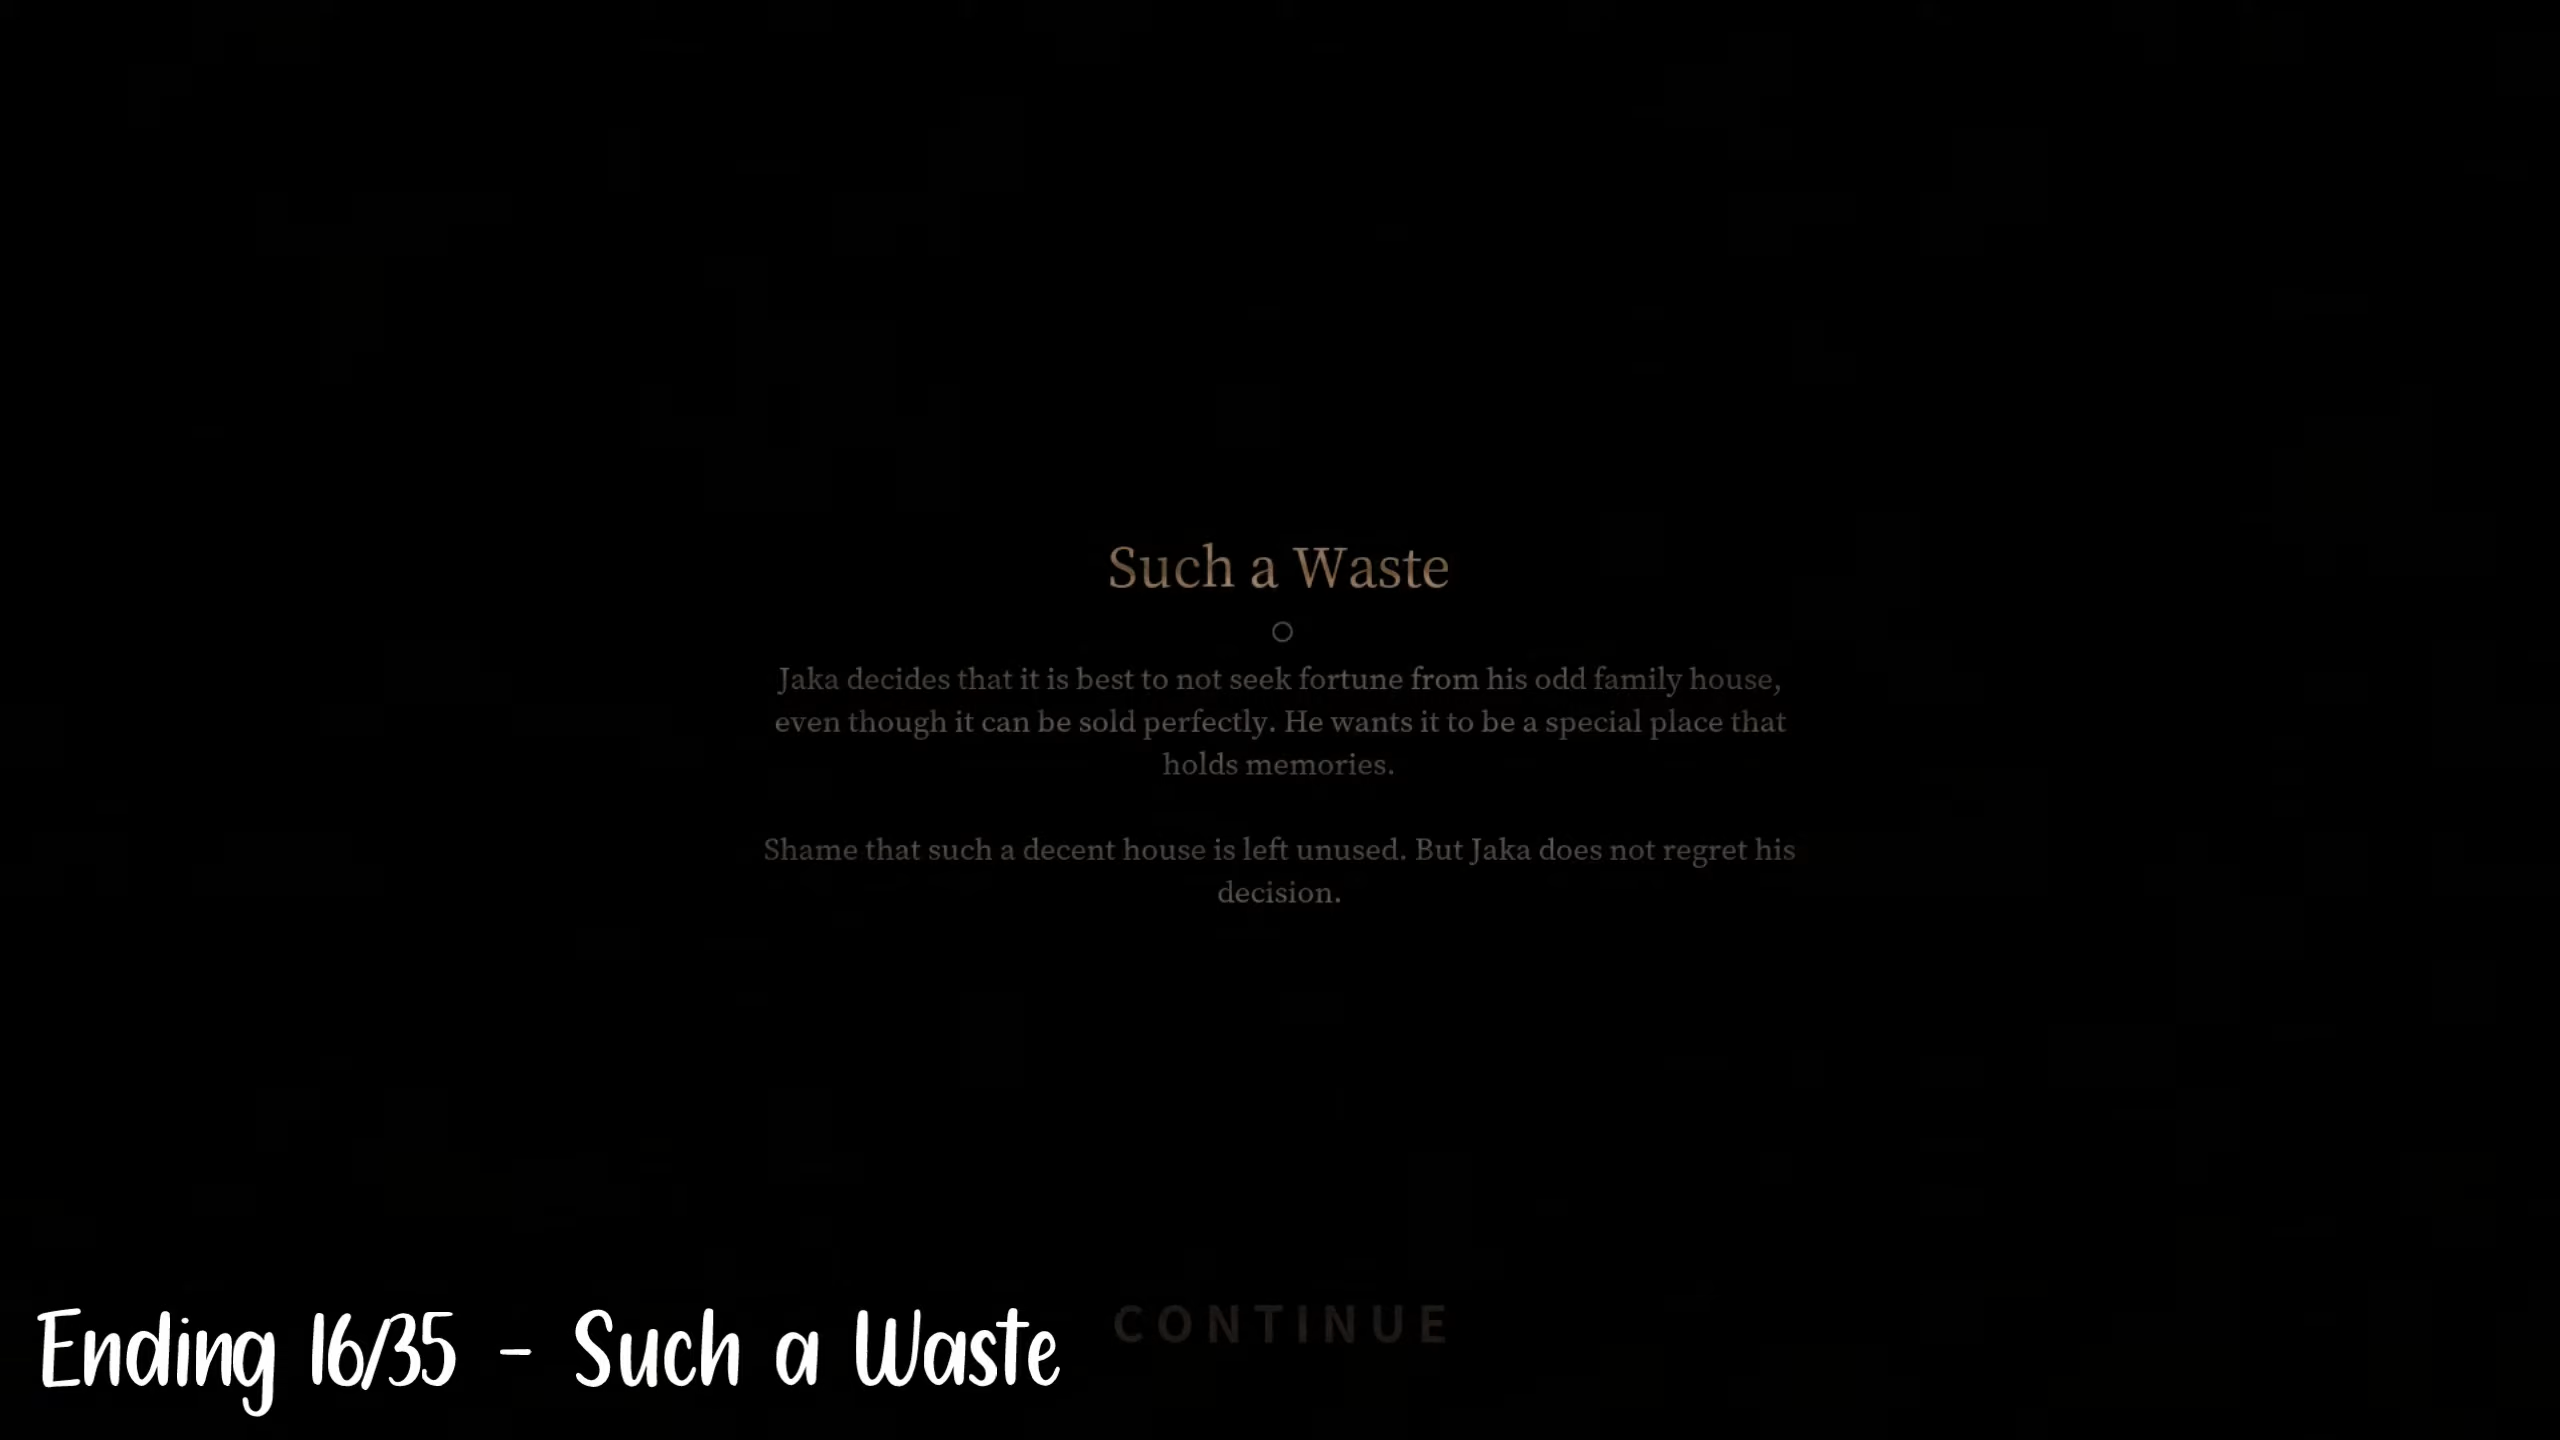 Such a Waste
Jaka decides that it is best to not seek fortune from his odd family house,
even though it can be sold perfectly. He wants it to be a special place that
holds memories.
Shame that such a decent house is left unused. But Jaka does not regret his
decision.
CONTINUE
Ending 16/35 - Such a Waste